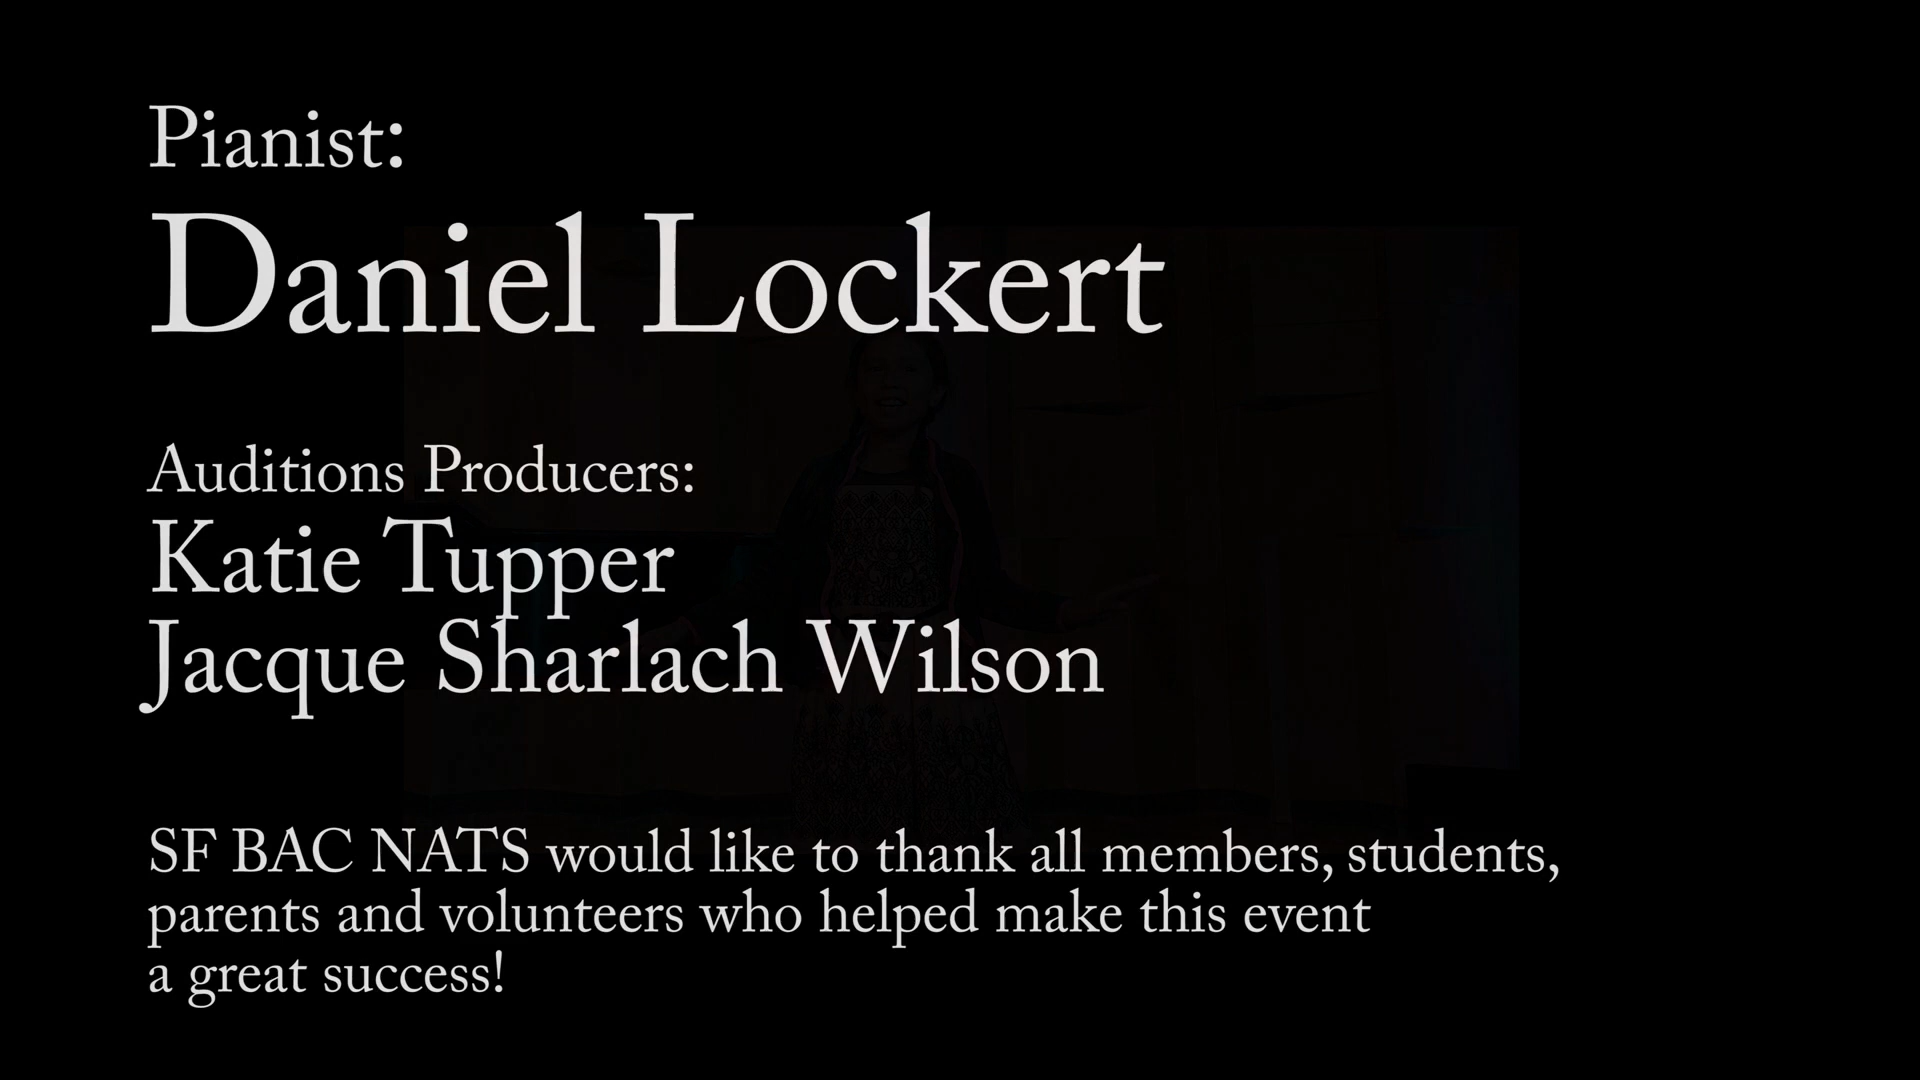 Pianist:
Daniel Lockert
Auditions Producers:
Katie Tupper
Jacque Sharlach Wilson
SF BAC NATS would like to thank all members, students,
parents and volunteers who helped make this event
a great success!